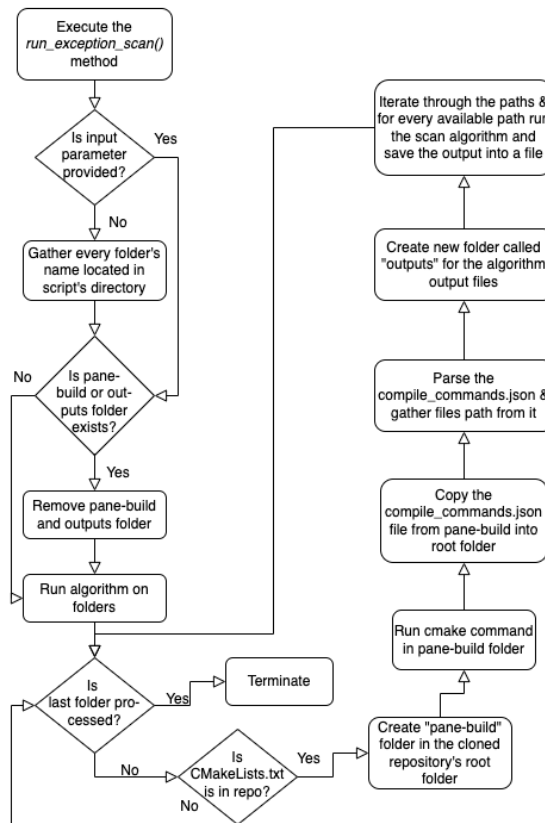 Execute the
run_exception_scan()
method
Is input
parameter
provided?
Yes
No
Gather every folder's
name located in
script's directory
Is pane-
build or out-
puts folder
exists?
No
Yes
Remove pane-build
and outputs folder
Run algorithm on
folders
Is
last folder pro-
cessed?
Yes
Terminate
No
Is
CMakeLists.txt
is in repo?
No
Yes
Create "pane-build"
folder in the cloned
repository's root
folder
Run cmake command
in pane-build folder
Copy the
compile_commands.json
file from pane-build into
root folder
Parse the
compile_commands.json &
gather files path from it
Create new folder called
"outputs" for the algorithm
output files
Iterate through the paths &
for every available path run
the scan algorithm and
save the output into a file